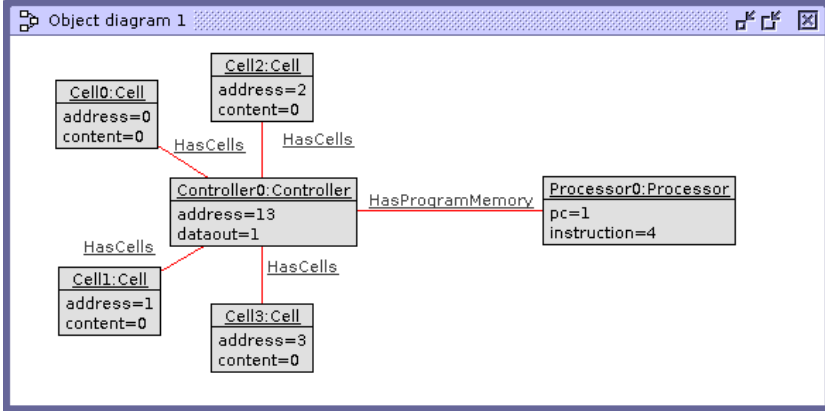 Object diagram 1
Cell2:Cell
address=2
content=0
Cell0:Cell
address=0
content=0
HasCells
HasCells
Controller0:Controller
address=13
dataout=1
HasProgramMemory
Processor0:Processor
pc=1
instruction=4
HasCells
HasCells
Cell1:Cell
address=1
content=0
Cell3:Cell
address=3
content=0